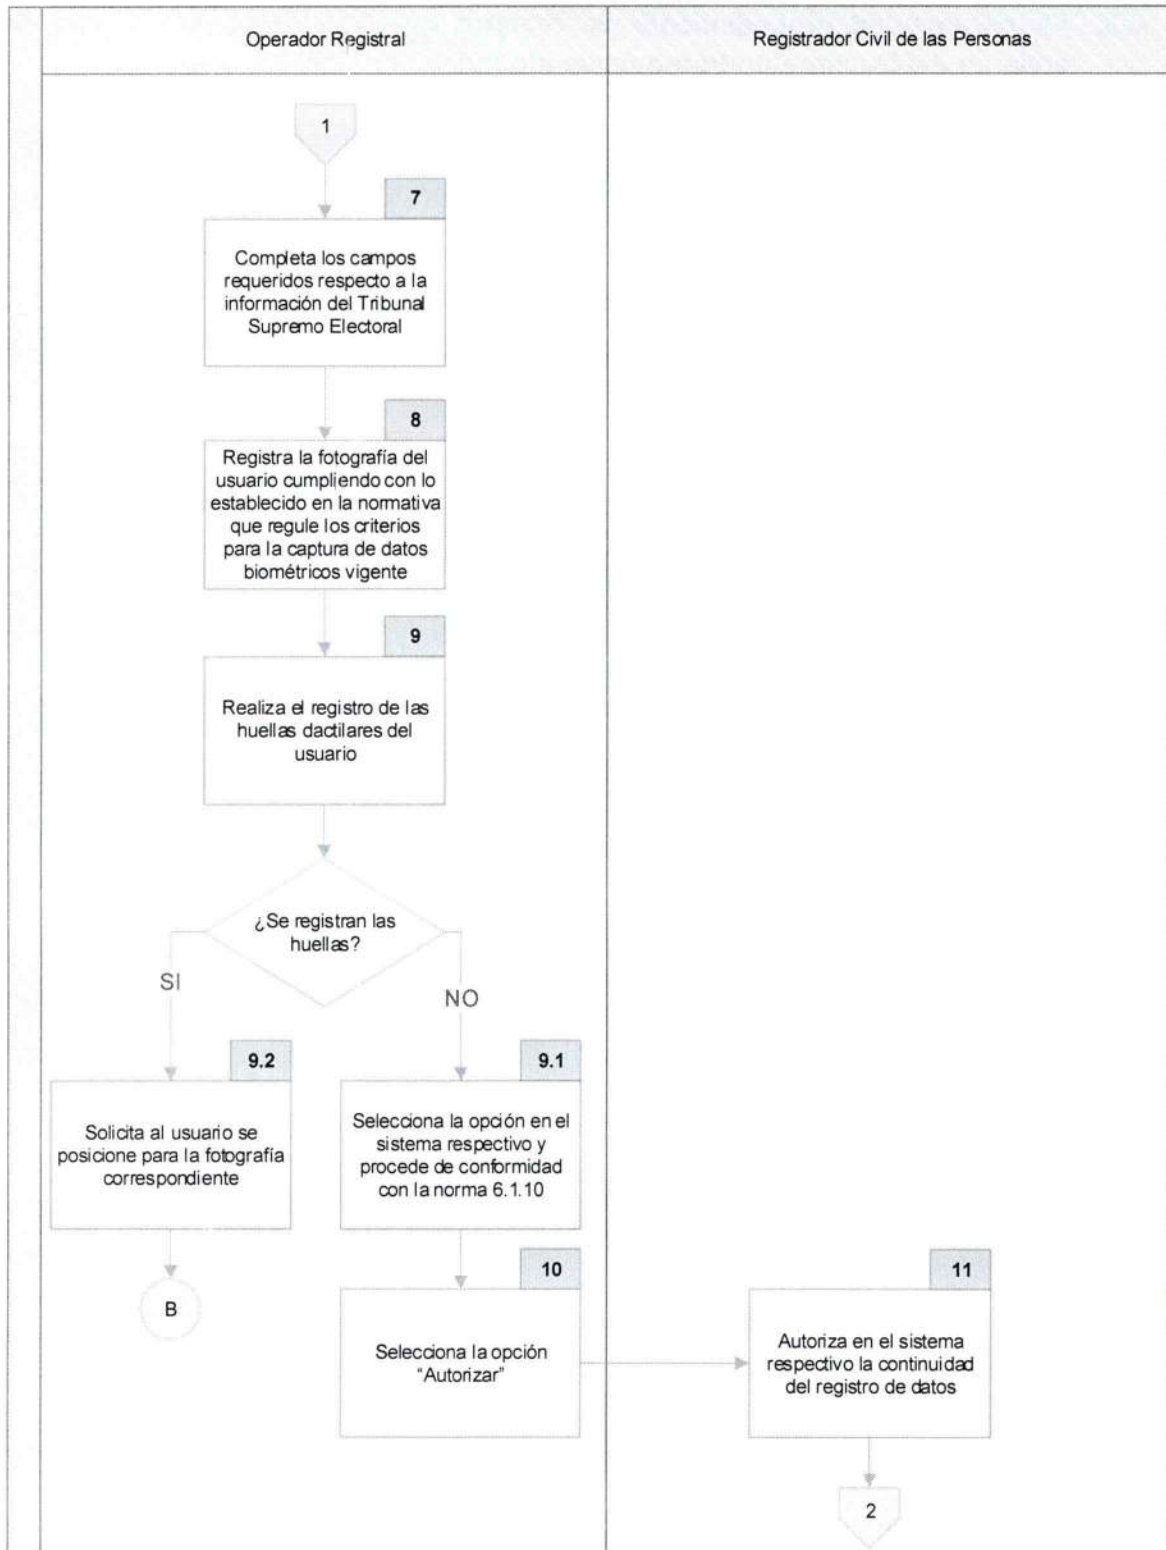 Operador Registral
Registrador Civil de las Personas
1
7
Completa los campos
requeridos respecto a la
información del Tribunal
Supremo Electoral
8
Registra la fotografía del
usuario cumpliendo con lo
establecido en la normativa
que regule los criterios
para la captura de datos
biométricos vigente
9
Realiza el registro de las
huellas dactilares del
usuario
¿Se registran las
huellas?
SI
NO
9.2
Solicita al usuario se
posicione para la fotografía
correspondiente
B
9.1
Selecciona la opción en el
sistema respectivo y
procede de conformidad
con la norma 6.1.10
10
Selecciona la opción
“Autorizar”
11
Autoriza en el sistema
respectivo la continuidad
del registro de datos
2